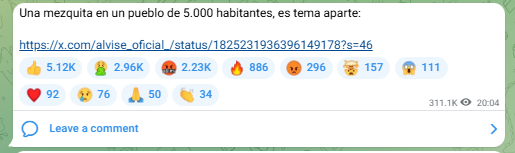 Una mezquita en un pueblo de 5.000 habitantes, es tema aparte:
https://x.com/alvise_oficial_/status/1825231936396149178?s=46
👍 5.12K 🤮 2.96K 🤬 2.23K 🔥 886 😡 296 🤯 157 😱 111
❤️ 92 😢 76 🙏 50 👏 34
311.1K 20:04
Leave a comment